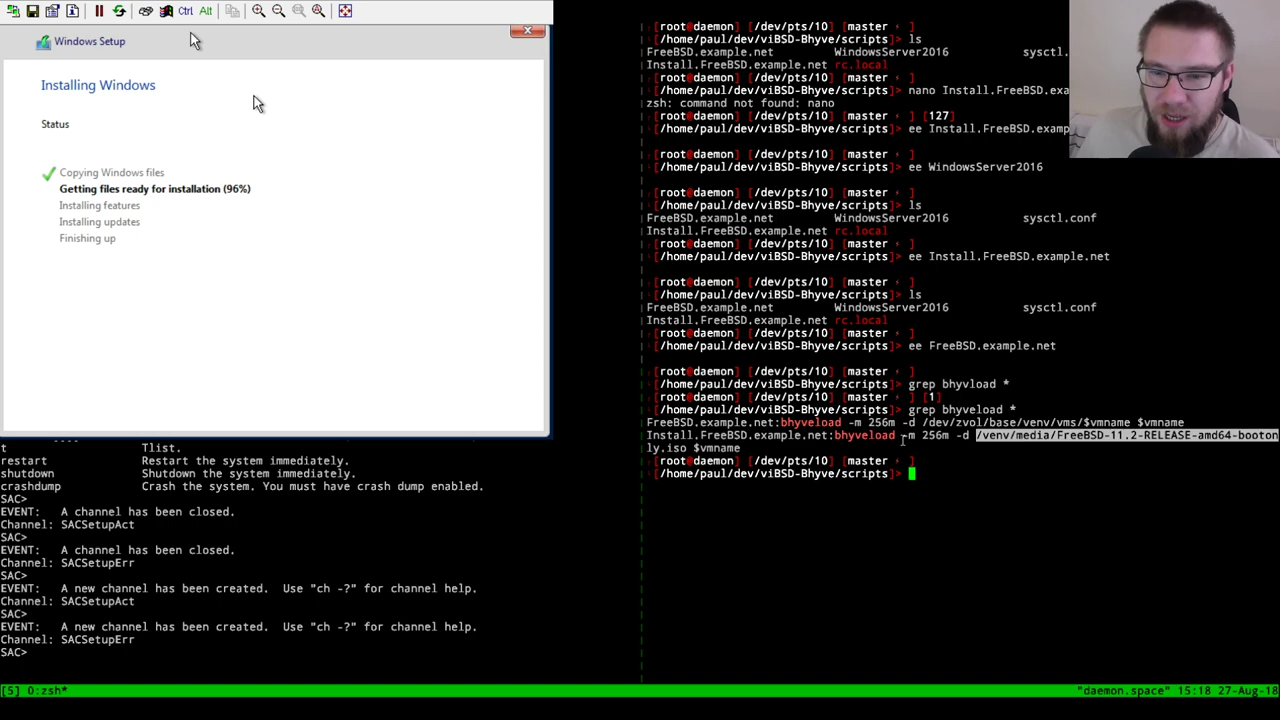 Ctrl Alt
Windows Setup
Installing Windows
Status
Copying Windows files
Getting files ready for installation (96%)
Installing features
Installing updates
Finishing up
t Tlist.
restart Restart the system immediately.
shutdown Shutdown the system immediately.
crashdump Crash the system. You must have crash dump enabled.
SAC>
EVENT: A channel has been closed.
Channel: SACSetupAct
SAC>
EVENT: A channel has been closed.
Channel: SACSetupErr
SAC>
EVENT: A new channel has been created. Use "ch -?" for channel help.
Channel: SACSetupAct
SAC>
EVENT: A new channel has been created. Use "ch -?" for channel help.
Channel: SACSetupErr
SAC>
[root@daemon] [/dev/pts/10] [master ⚡ ]
[/home/paul/dev/viBSD-Bhyve/scripts]> ls
FreeBSD.example.net WindowsServer2016 sysctl.
Install.FreeBSD.example.net rc.local
[root@daemon] [/dev/pts/10] [master ⚡ ]
[/home/paul/dev/viBSD-Bhyve/scripts]> nano Install.FreeBSD.exa
zsh: command not found: nano
[root@daemon] [/dev/pts/10] [master ⚡ ] [127]
[/home/paul/dev/viBSD-Bhyve/scripts]> ee Install.FreeBSD.examp
[root@daemon] [/dev/pts/10] [master ⚡ ]
[/home/paul/dev/viBSD-Bhyve/scripts]> ee WindowsServer2016
[root@daemon] [/dev/pts/10] [master ⚡ ]
[/home/paul/dev/viBSD-Bhyve/scripts]> ls
FreeBSD.example.net WindowsServer2016 sysctl.conf
Install.FreeBSD.example.net rc.local
[root@daemon] [/dev/pts/10] [master ⚡ ]
[/home/paul/dev/viBSD-Bhyve/scripts]> ee Install.FreeBSD.example.net
[root@daemon] [/dev/pts/10] [master ⚡ ]
[/home/paul/dev/viBSD-Bhyve/scripts]> ls
FreeBSD.example.net WindowsServer2016 sysctl.conf
Install.FreeBSD.example.net rc.local
[root@daemon] [/dev/pts/10] [master ⚡ ]
[/home/paul/dev/viBSD-Bhyve/scripts]> ee FreeBSD.example.net
[root@daemon] [/dev/pts/10] [master ⚡ ]
[/home/paul/dev/viBSD-Bhyve/scripts]> grep bhyvload *
[root@daemon] [/dev/pts/10] [master ⚡ ] [1]
[/home/paul/dev/viBSD-Bhyve/scripts]> grep bhyveload *
FreeBSD.example.net:bhyveload -m 256m -d /dev/zvol/base/venv/vms/$vmname $vmname
Install.FreeBSD.example.net:bhyveload -m 256m -d /venv/media/FreeBSD-11.2-RELEASE-amd64-booton
ly.iso $vmname
[root@daemon] [/dev/pts/10] [master ⚡ ]
[/home/paul/dev/viBSD-Bhyve/scripts]>
[5] 0:zsh* "daemon.space" 15:18 27-Aug-18